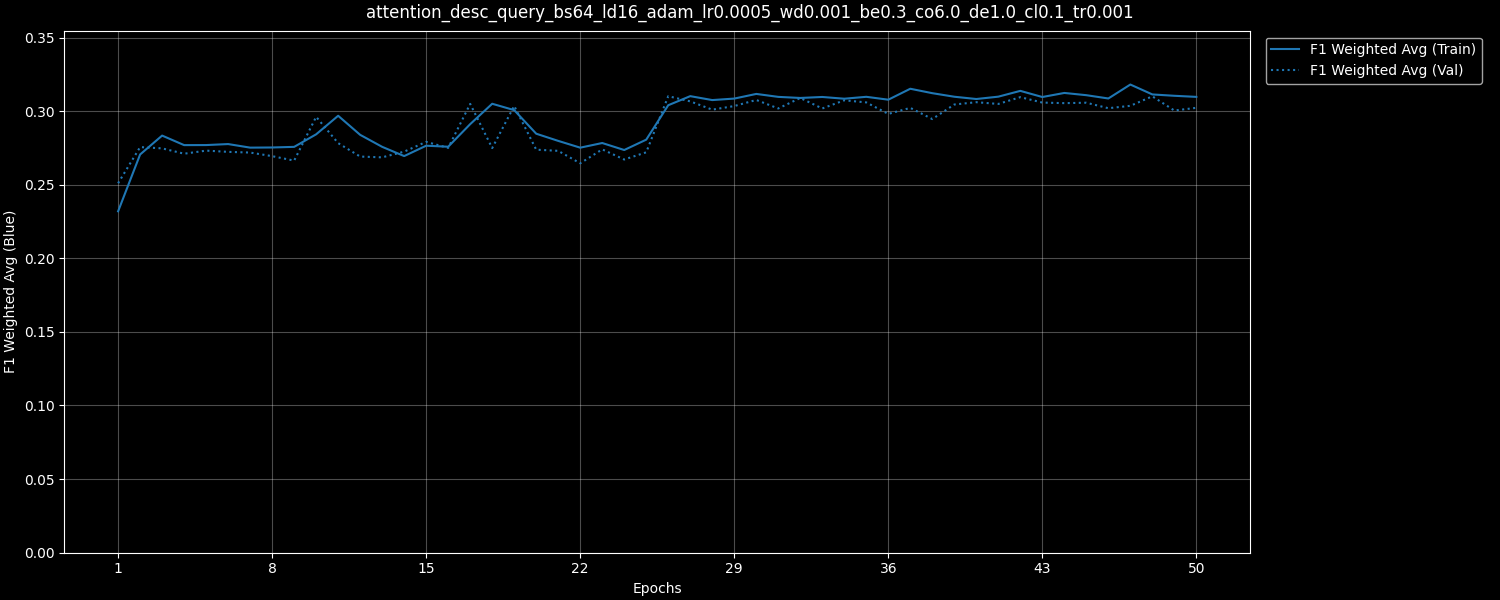 attention_desc_query_bs64_ld16_adam_lr0.0005_wd0.001_be0.3_co6.0_de1.0_cl0.1_tr0.001
F1 Weighted Avg (Train)
F1 Weighted Avg (Val)
F1 Weighted Avg (Blue)
0.35
0.30
0.25
0.20
0.15
0.10
0.05
0.00
1 8 15 22 29 36 43 50
Epochs